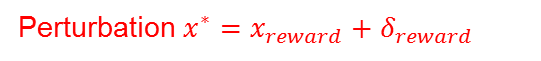 Perturbation x* = x_reward + δ_reward